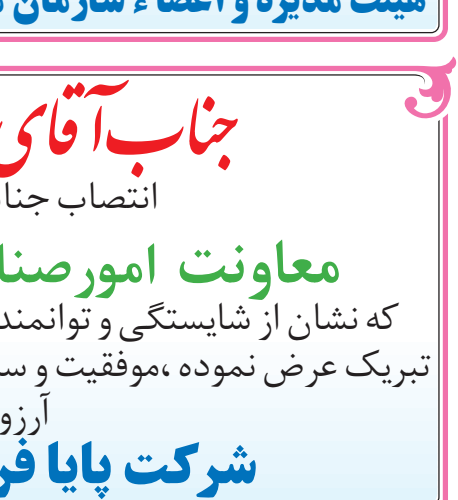 هیئت مدیره و اعضاء سازمان
جناب آقای
انتصاب جنا
معاونت امور صنا
که نشان از شایستگی و توانمند
تبریک عرض نموده ،موفقیت و س
آرزو
شرکت پایا فر